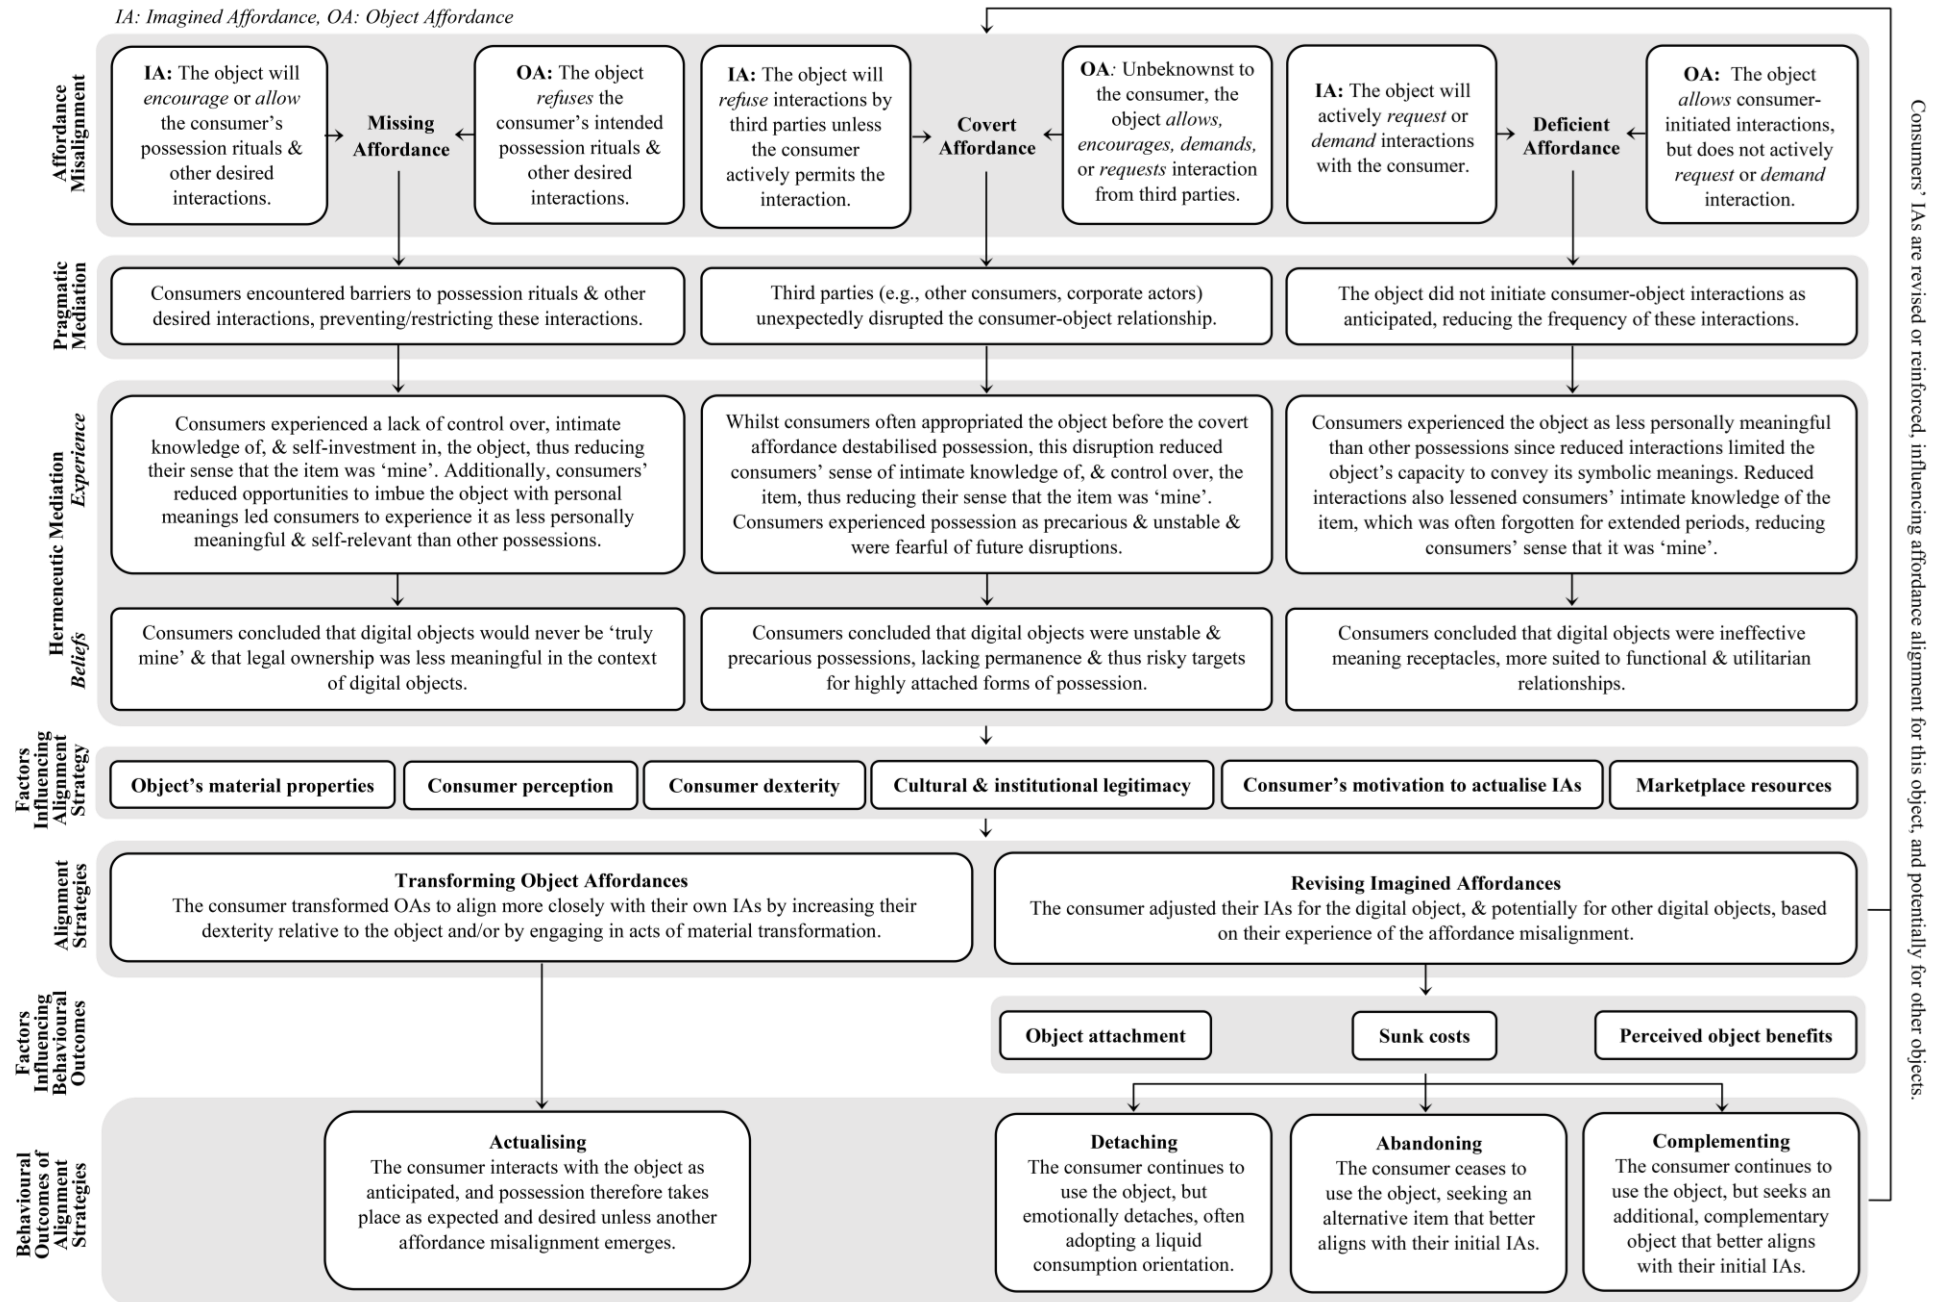 IA: Imagined Affordance, OA: Object Affordance
Affordance
Misalignment
IA: The object will
encourage or allow
the consumer’s
possession rituals &
other desired
interactions.
Missing
Affordance
OA: The object
refuses the
consumer’s intended
possession rituals &
other desired
interactions.
IA: The object will
refuse interactions by
third parties unless
the consumer
actively permits the
interaction.
Covert
Affordance
OA: Unbeknownst to
the consumer, the
object allows,
encourages, demands,
or requests interaction
from third parties.
IA: The object will
actively request or
demand interactions
with the consumer.
Deficient
Affordance
OA: The object
allows consumer-
initiated interactions,
but does not actively
request or demand
interaction.
Pragmatic
Mediation
Consumers encountered barriers to possession rituals & other
desired interactions, preventing/restricting these interactions.
Third parties (e.g., other consumers, corporate actors)
unexpectedly disrupted the consumer-object relationship.
The object did not initiate consumer-object interactions as
anticipated, reducing the frequency of these interactions.
Hermeneutic Mediation
Experience
Consumers experienced a lack of control over, intimate
knowledge of, & self-investment in, the object, thus reducing
their sense that the item was ‘mine’. Additionally, consumers’
reduced opportunities to imbue the object with personal
meanings led consumers to experience it as less personally
meaningful & self-relevant than other possessions.
Whilst consumers often appropriated the object before the covert
affordance destabilised possession, this disruption reduced
consumers’ sense of intimate knowledge of, & control over, the
item, thus reducing their sense that the item was ‘mine’.
Consumers experienced possession as precarious & unstable &
were fearful of future disruptions.
Consumers experienced the object as less personally meaningful
than other possessions since reduced interactions limited the
object’s capacity to convey its symbolic meanings. Reduced
interactions also lessened consumers’ intimate knowledge of the
item, which was often forgotten for extended periods, reducing
consumers’ sense that it was ‘mine’.
Beliefs
Consumers concluded that digital objects would never be ‘truly
mine’ & that legal ownership was less meaningful in the context
of digital objects.
Consumers concluded that digital objects were unstable &
precarious possessions, lacking permanence & thus risky targets
for highly attached forms of possession.
Consumers concluded that digital objects were ineffective
meaning receptacles, more suited to functional & utilitarian
relationships.
Factors
Influencing
Alignment
Strategy
Object’s material properties
Consumer perception
Consumer dexterity
Cultural & institutional legitimacy
Consumer’s motivation to actualise IAs
Marketplace resources
Alignment
Strategies
Transforming Object Affordances
The consumer transformed OAs to align more closely with their own IAs by increasing their
dexterity relative to the object and/or by engaging in acts of material transformation.
Revising Imagined Affordances
The consumer adjusted their IAs for the digital object, & potentially for other digital objects, based
on their experience of the affordance misalignment.
Factors
Influencing
Behavioural
Outcomes
Object attachment
Sunk costs
Perceived object benefits
Behavioural
Outcomes of
Alignment
Strategies
Actualising
The consumer interacts with the object as
anticipated, and possession therefore takes
place as expected and desired unless another
affordance misalignment emerges.
Detaching
The consumer continues to
use the object, but
emotionally detaches, often
adopting a liquid
consumption orientation.
Abandoning
The consumer ceases to
use the object, seeking an
alternative item that better
aligns with their initial IAs.
Complementing
The consumer continues to
use the object, but seeks an
additional, complementary
object that better aligns
with their initial IAs.
Consumers’ IAs are revised or reinforced, influencing affordance alignment for this object, and potentially for other objects.